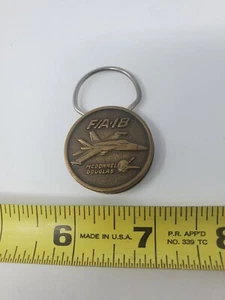 F/A-18
MCDONNELL
DOUGLAS
6 MADE IN U.S.A. 7 P.R. APP'D
NO. 339 TC 8